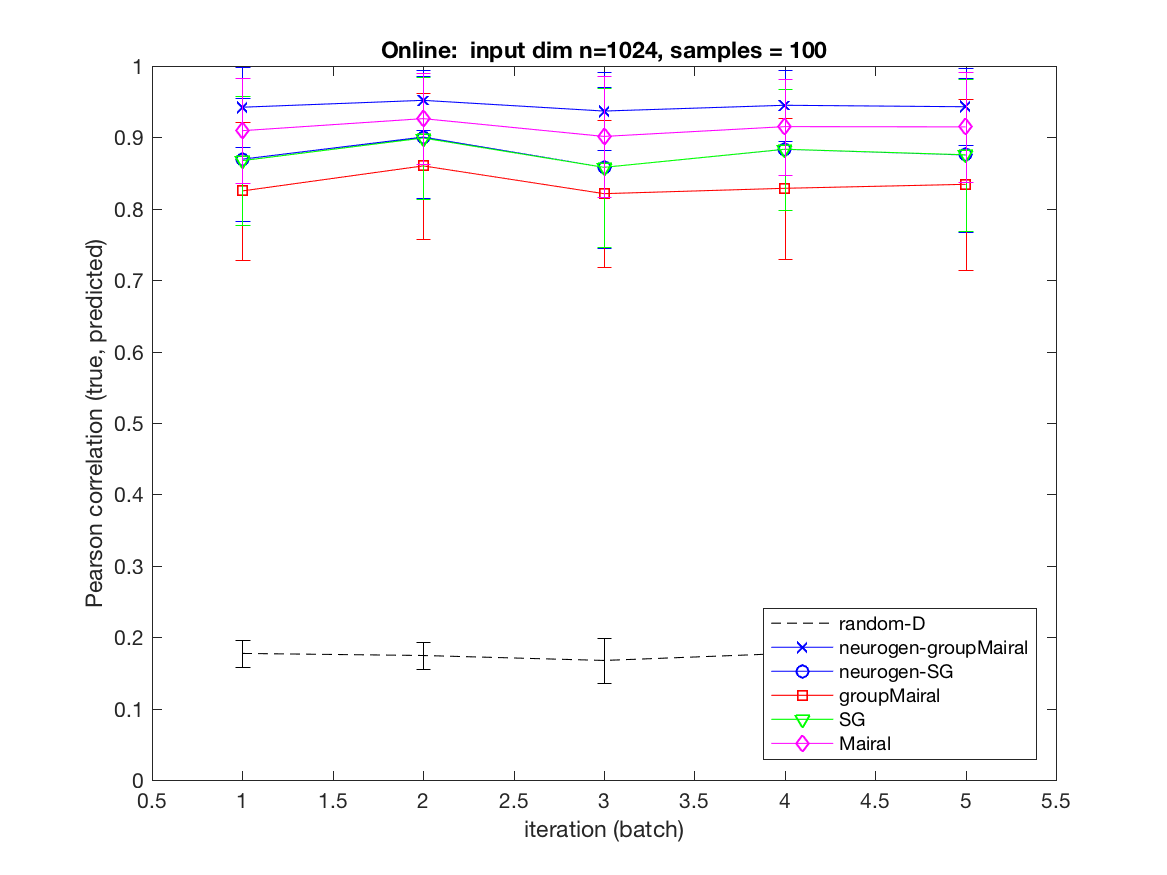 Online:  input dim n=1024, samples = 100
Pearson correlation (true, predicted)
1
0.9
0.8
0.7
0.6
0.5
0.4
0.3
0.2
0.1
0
random-D
neurogen-groupMairal
neurogen-SG
groupMairal
SG
Mairal
0.5 1 1.5 2 2.5 3 3.5 4 4.5 5 5.5
iteration (batch)